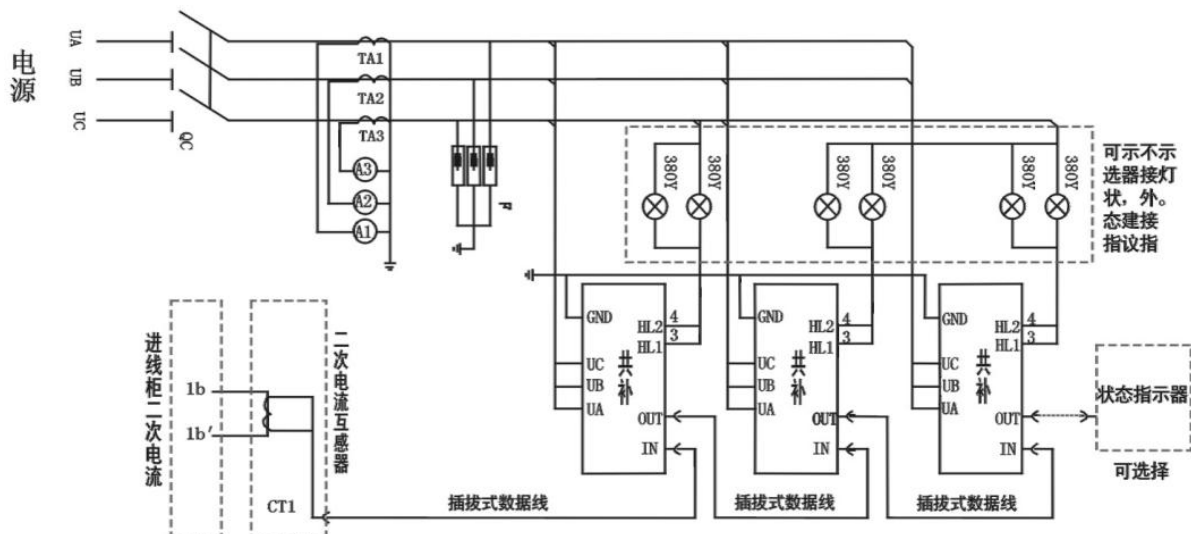 电源
UA
UB
UC
QC
TA1
TA2
TA3
A3
A2
A1
380Y
380Y
380Y
380Y
380Y
380Y
可示不示
选器接灯
状，外。
态建接
指议指
GND
HL2
4
HL1
3
UC
UB
UA
共补
OUT
IN
GND
HL2
4
HL1
3
UC
UB
UA
共补
OUT
IN
GND
HL2
4
HL1
3
UC
UB
UA
共补
OUT
IN
状态指示器
可选择
进线柜二次电流
1b
1b′
二次电流互感器
CT1
插拔式数据线
插拔式数据线
插拔式数据线